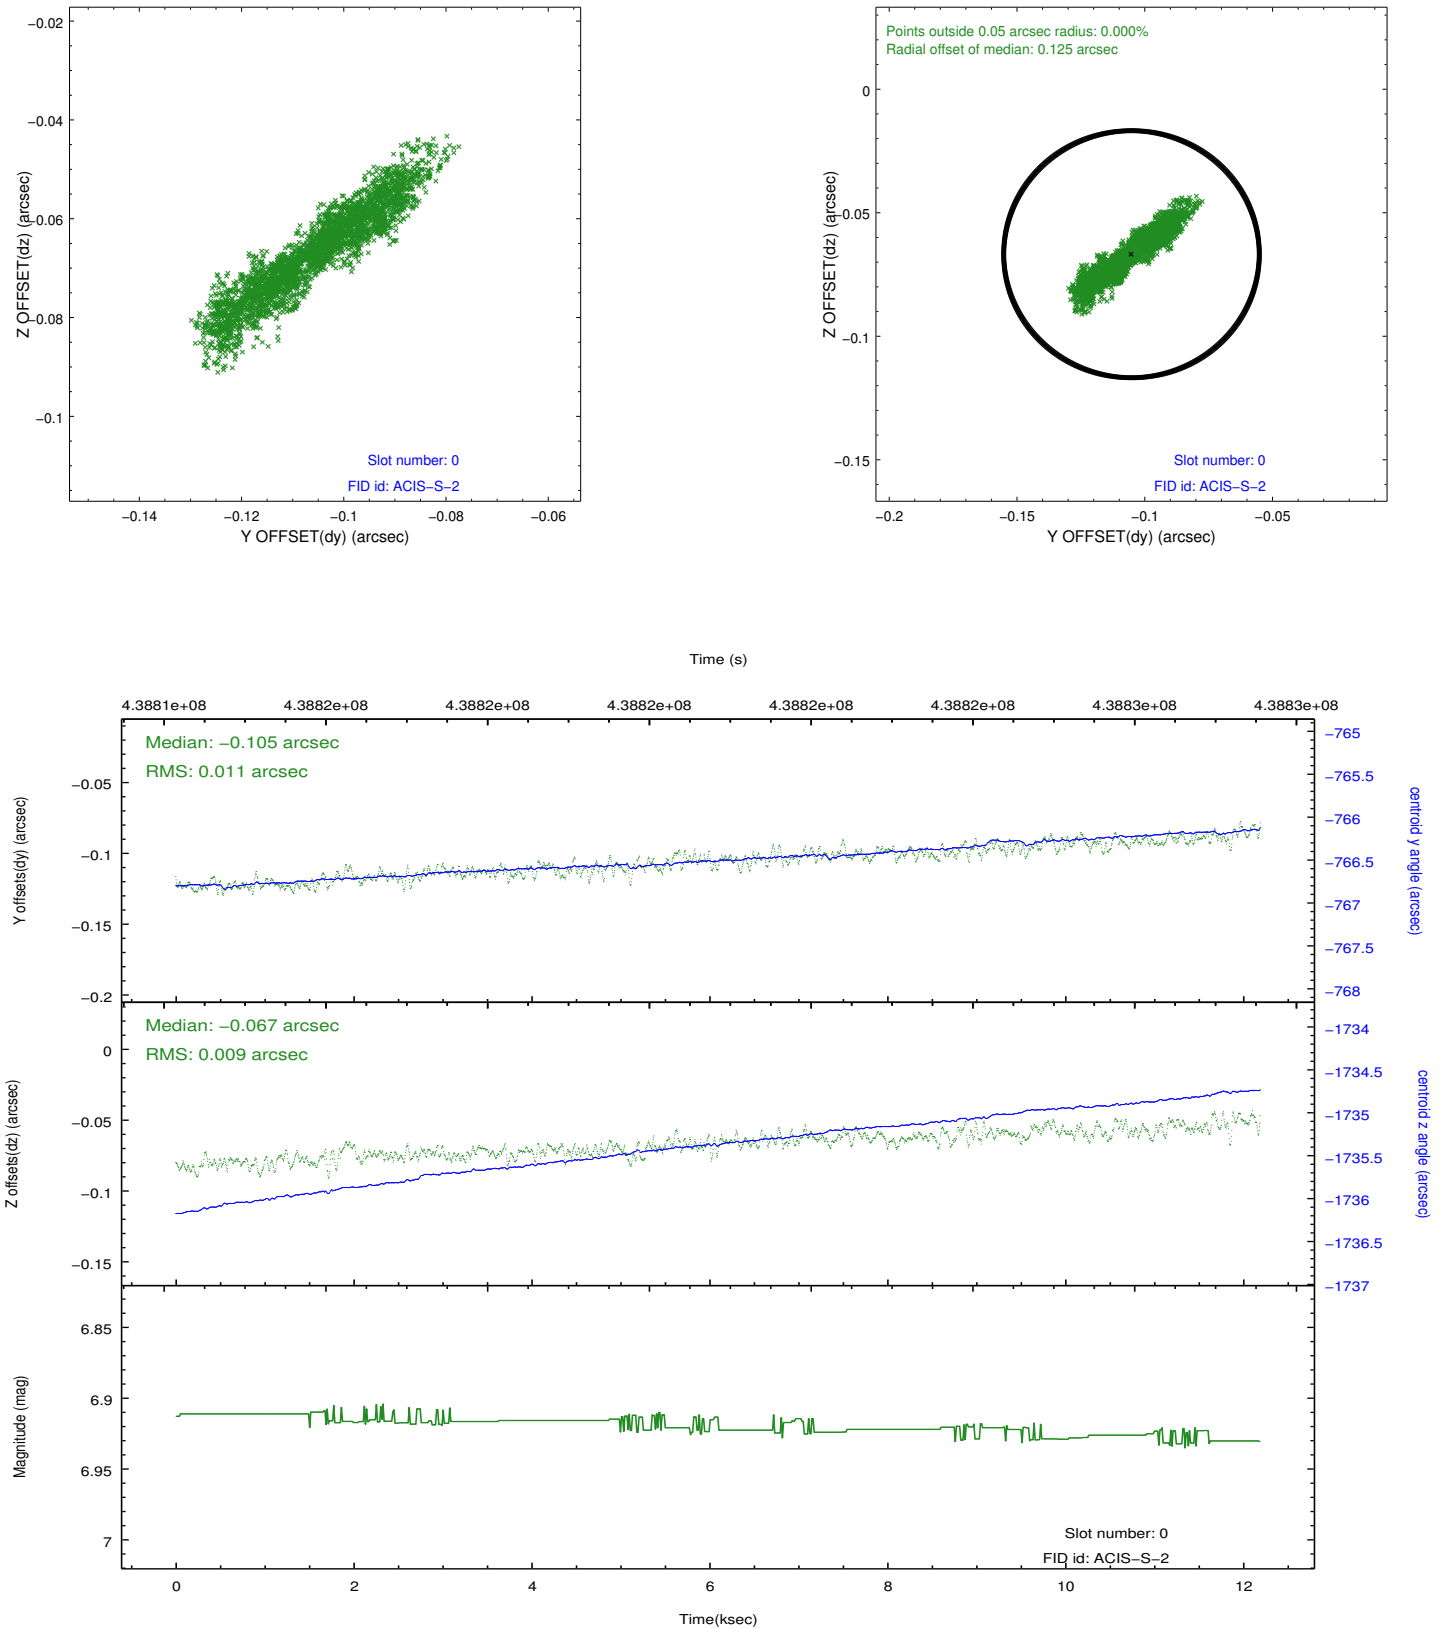 −0.02
−0.04
−0.06
−0.08
−0.1
Z OFFSET(dz) (arcsec)
Slot number: 0
FID id: ACIS−S−2
−0.14 −0.12 −0.1 −0.08 −0.06
Y OFFSET(dy) (arcsec)
Points outside 0.05 arcsec radius: 0.000%
Radial offset of median: 0.125 arcsec
0
−0.05
−0.1
−0.15
Z OFFSET(dz) (arcsec)
Slot number: 0
FID id: ACIS−S−2
−0.2 −0.15 −0.1 −0.05
Y OFFSET(dy) (arcsec)
Time (s)
4.3881e+08 4.3882e+08 4.3882e+08 4.3882e+08 4.3882e+08 4.3882e+08 4.3883e+08 4.3883e+08
Median: −0.105 arcsec
RMS: 0.011 arcsec
−0.05
−0.1
−0.15
−0.2
Y offsets(dy) (arcsec)
−765
−765.5
−766
−766.5
−767
−767.5
−768
centroid y angle (arcsec)
Median: −0.067 arcsec
RMS: 0.009 arcsec
0
−0.05
−0.1
−0.15
Z offsets(dz) (arcsec)
−1734
−1734.5
−1735
−1735.5
−1736
−1736.5
−1737
centroid z angle (arcsec)
6.85
6.9
6.95
7
Magnitude (mag)
Slot number: 0
FID id: ACIS−S−2
0 2 4 6 8 10 12
Time(ksec)